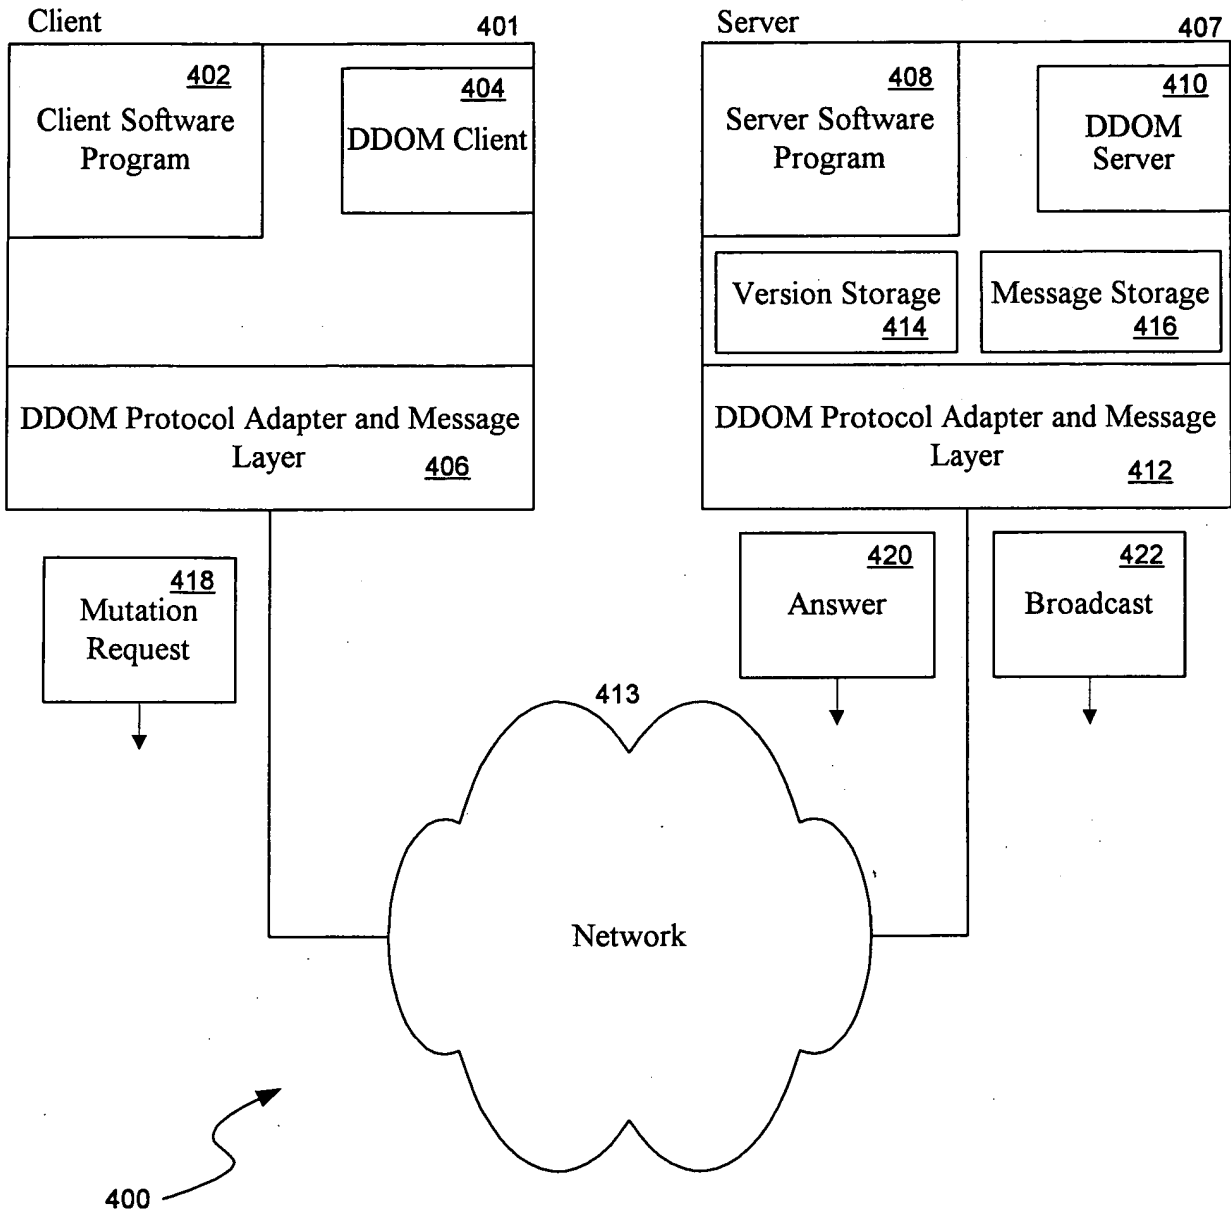 Client 401
402
Client Software
Program
404
DDOM Client
DDOM Protocol Adapter and Message
Layer
406
Server 407
408
Server Software
Program
410
DDOM
Server
Version Storage
414
Message Storage
416
DDOM Protocol Adapter and Message
Layer
412
418
Mutation
Request
420
Answer
422
Broadcast
413
Network
400